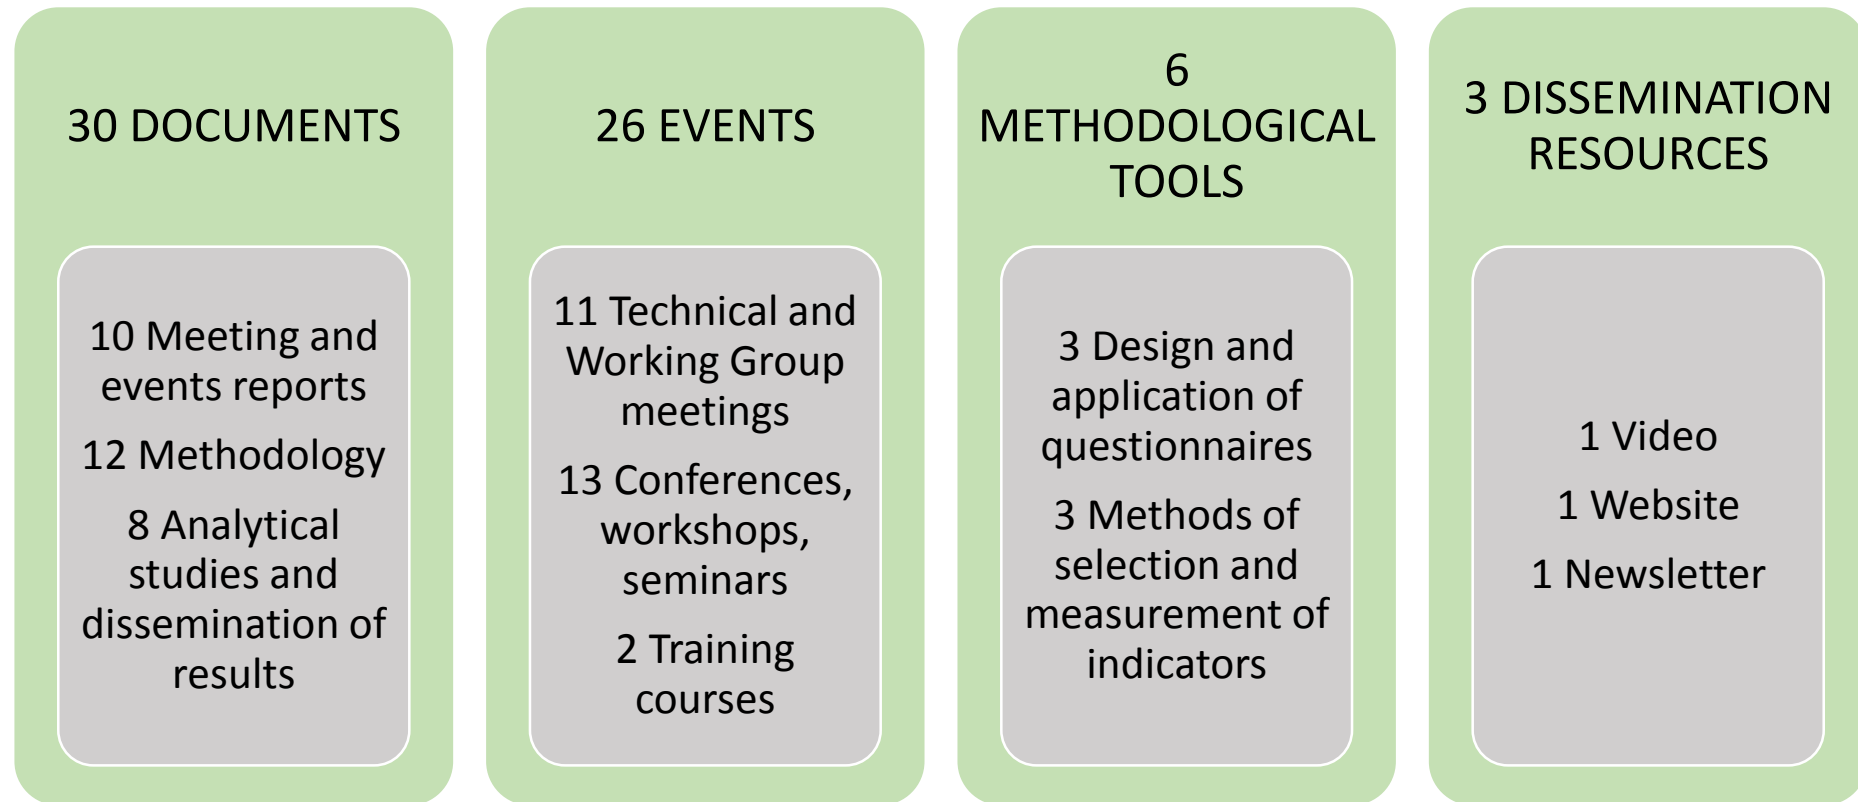 30 DOCUMENTS
10 Meeting and
events reports
12 Methodology
8 Analytical
studies and
dissemination of
results
26 EVENTS
11 Technical and
Working Group
meetings
13 Conferences,
workshops,
seminars
2 Training
courses
6
METHODOLOGICAL
TOOLS
3 Design and
application of
questionnaires
3 Methods of
selection and
measurement of
indicators
3 DISSEMINATION
RESOURCES
1 Video
1 Website
1 Newsletter